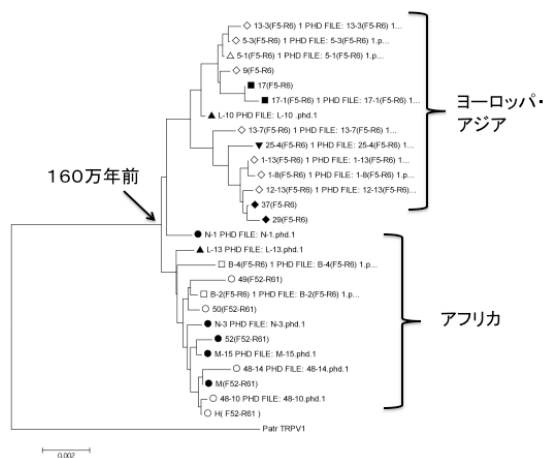 13-3(F5-R6) 1 PHD FILE: 13-3(F5-R6) 1...
5-3(F5-R6) 1 PHD FILE: 5-3(F5-R6) 1.p...
5-1(F5-R6) 1 PHD FILE: 5-1(F5-R6) 1.p...
9(F5-R6)
17(F5-R6)
17-1(F5-R6) 1 PHD FILE: 17-1(F5-R6) 1...
L-10 PHD FILE: L-10 .phd.1
13-7(F5-R6) 1 PHD FILE: 13-7(F5-R6) 1...
25-4(F5-R6) 1 PHD FILE: 25-4(F5-R6) 1...
1-13(F5-R6) 1 PHD FILE: 1-13(F5-R6) 1...
1-8(F5-R6) 1 PHD FILE: 1-8(F5-R6) 1.p...
12-13(F5-R6) 1 PHD FILE: 12-13(F5-R6)...
37(F5-R6)
29(F5-R6)
ヨーロッパ・
アジア
160万年前
N-1 PHD FILE: N-1.phd.1
L-13 PHD FILE: L-13.phd.1
B-4(F5-R6) 1 PHD FILE: B-4(F5-R6) 1.p...
49(F52-R61)
B-2(F5-R6) 1 PHD FILE: B-2(F5-R6) 1.p...
50(F52-R61)
N-3 PHD FILE: N-3.phd.1
52(F52-R61)
M-15 PHD FILE: M-15.phd.1
48-14 PHD FILE: 48-14.phd.1
M(F52-R61)
48-10 PHD FILE: 48-10.phd.1
H( F52-R61 )
アフリカ
Patr TRPV1
0.002